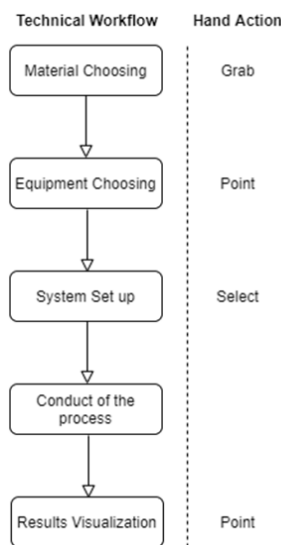 Technical Workflow
Hand Action
Material Choosing
Grab
Equipment Choosing
Point
System Set up
Select
Conduct of the
process
Results Visualization
Point